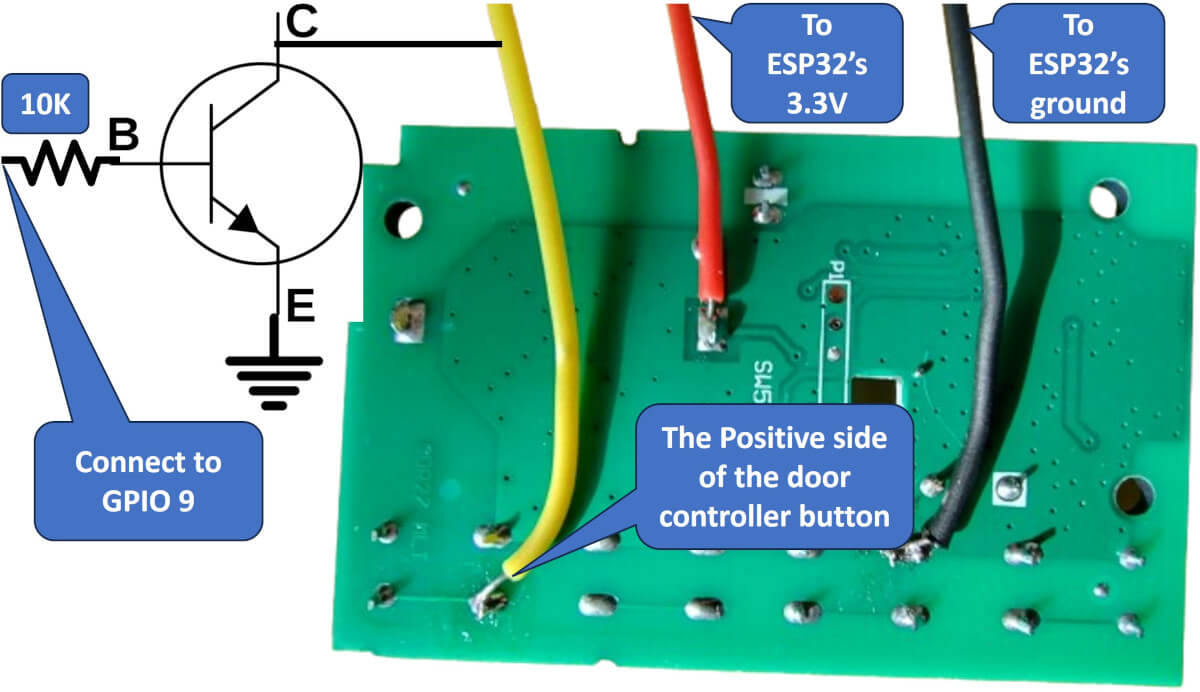 C
To
ESP32's
3.3V
To
ESP32's
ground
10K
B
E
P1
SW5
The Positive side
of the door
controller button
Connect to
GPIO 9